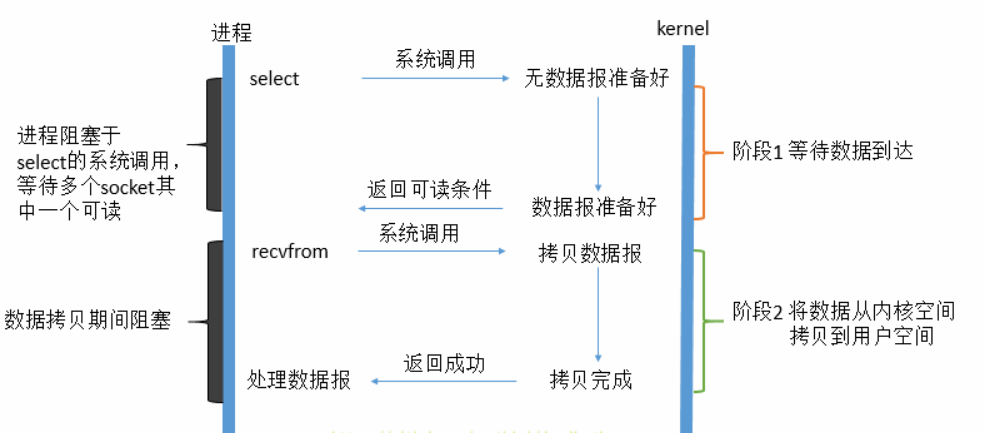 进程
kernel
系统调用
select
无数据报准备好
进程阻塞于
select的系统调用，
等待多个socket其
中一个可读
阶段1 等待数据到达
返回可读条件
数据报准备好
系统调用
recvfrom
拷贝数据报
数据拷贝期间阻塞
阶段2 将数据从内核空间
拷贝到用户空间
返回成功
处理数据报
拷贝完成